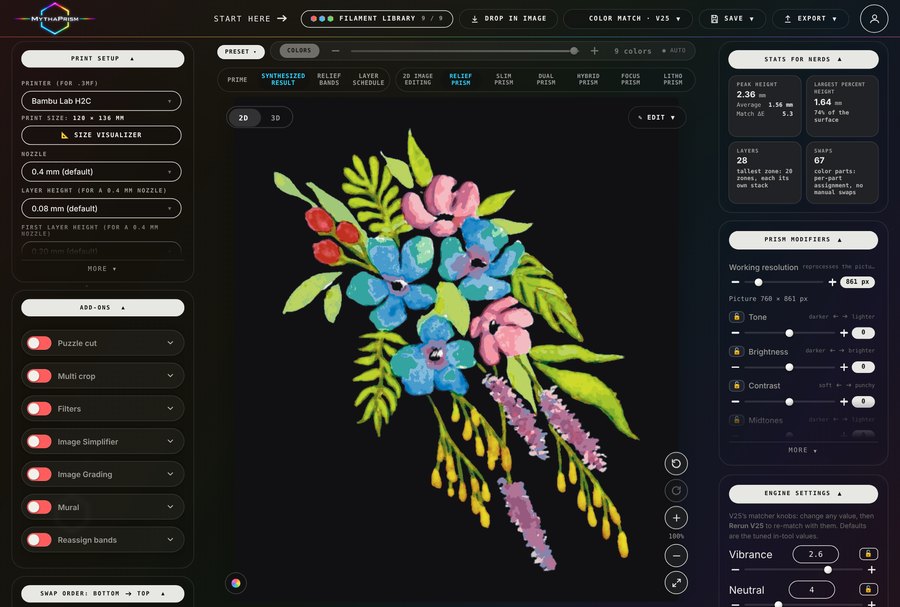 MYTHAPRISM
START HERE →
FILAMENT LIBRARY 9 / 9
DROP IN IMAGE
COLOR MATCH · V25 ▾
SAVE ▾
EXPORT ▾
PRINT SETUP ▲
PRINTER (FOR .3MF)
Bambu Lab H2C
PRINT SIZE: 120 × 136 MM
SIZE VISUALIZER
NOZZLE
0.4 mm (default)
LAYER HEIGHT (FOR A 0.4 MM NOZZLE)
0.08 mm (default)
FIRST LAYER HEIGHT (FOR A 0.4 MM
NOZZLE)
0.20 mm (default)
MORE ▾
ADD-ONS ▲
Puzzle cut
Multi crop
Filters
Image Simplifier
Image Grading
Mural
Reassign bands
SWAP ORDER: BOTTOM → TOP ▲
PRESET ▾
COLORS
9 colors
AUTO
PRIME
SYNTHESIZED
RESULT
RELIEF
BANDS
LAYER
SCHEDULE
2D IMAGE
EDITING
RELIEF
PRISM
SLIM
PRISM
DUAL
PRISM
HYBRID
PRISM
FOCUS
PRISM
LITHO
PRISM
2D
3D
EDIT ▾
100%
STATS FOR NERDS ▲
PEAK HEIGHT
2.36 mm
Average 1.56 mm
Match ΔE 5.3
LARGEST PERCENT
HEIGHT
1.64 mm
74% of the
surface
LAYERS
28
tallest zone: 20
zones, each its
own stack
SWAPS
67
color parts:
per-part
assignment, no
manual swaps
PRISM MODIFIERS ▲
Working resolution reprocesses the pictu…
861 px
Picture 760 × 861 px
Tone darker ← → lighter
0
Brightness darker ← → brighter
0
Contrast soft ← → punchy
0
Midtones darker ← → lighter
MORE ▾
ENGINE SETTINGS ▲
V25's matcher knobs: change any value, then
Rerun V25 to re-match with them. Defaults
are the tuned in-tool values.
Vibrance 2.6
Neutral 4